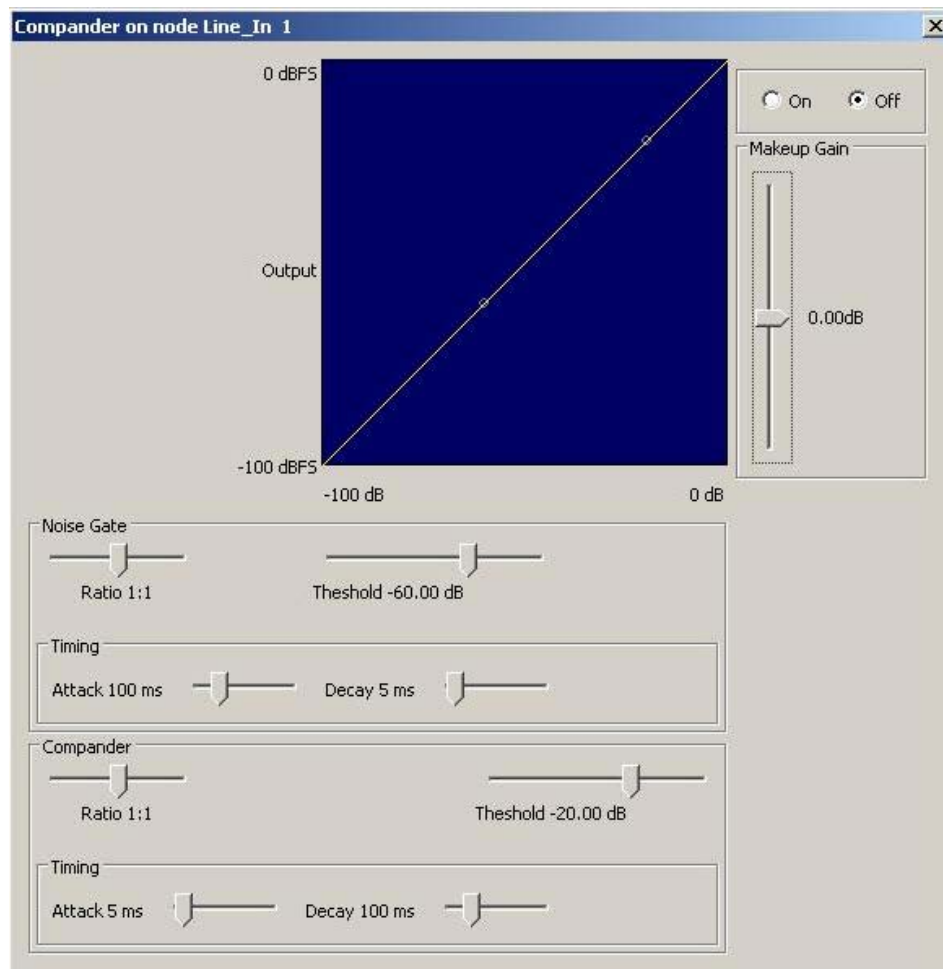 Compander on node Line_In 1
0 dBFS
On
Off
Makeup Gain
Output
0.00dB
-100 dBFS
-100 dB
0 dB
Noise Gate
Ratio 1:1
Theshold -60.00 dB
Timing
Attack 100 ms
Decay 5 ms
Compander
Ratio 1:1
Theshold -20.00 dB
Timing
Attack 5 ms
Decay 100 ms